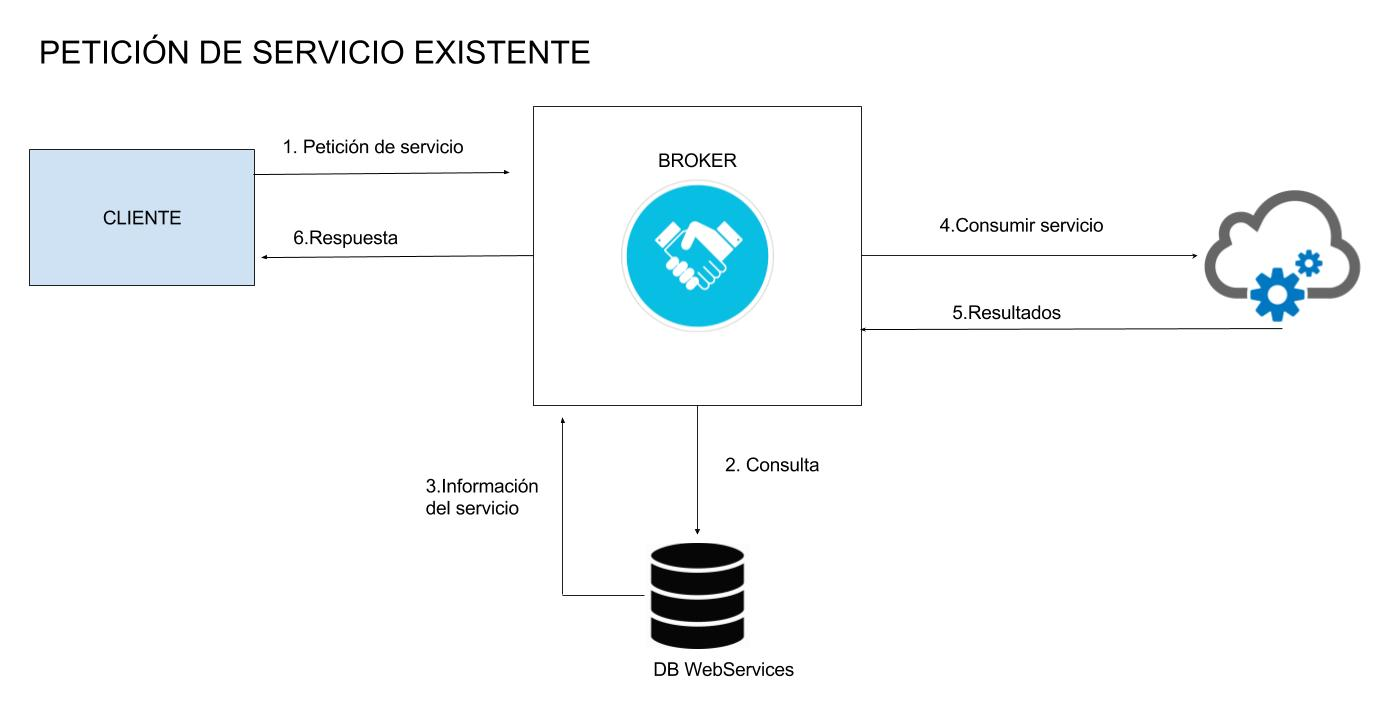 PETICIÓN DE SERVICIO EXISTENTE
1. Petición de servicio
BROKER
CLIENTE
4.Consumir servicio
6.Respuesta
5.Resultados
2. Consulta
3.Información
del servicio
DB WebServices